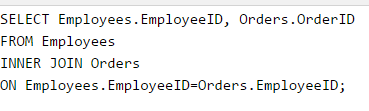 SELECT Employees.EmployeeID, Orders.OrderID
FROM Employees
INNER JOIN Orders
ON Employees.EmployeeID=Orders.EmployeeID;